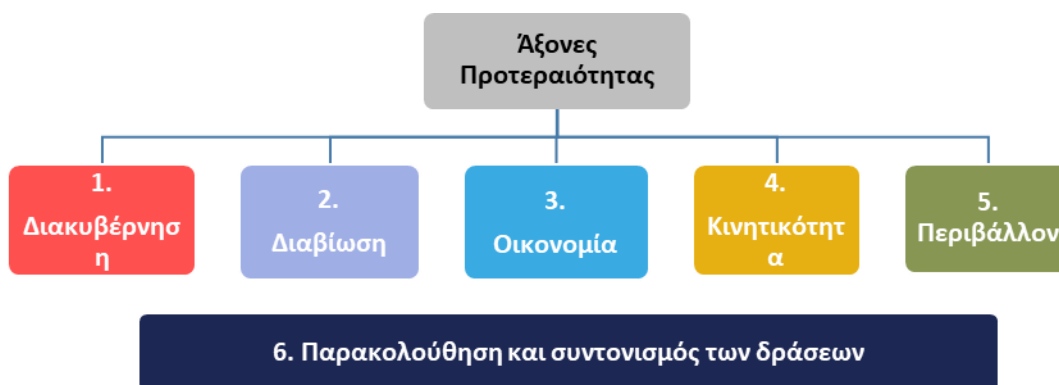 Άξονες
Προτεραιότητας
1.
Διακυβέρνησ
η
2.
Διαβίωση
3.
Οικονομία
4.
Κινητικότητ
α
5.
Περιβάλλον
6. Παρακολούθηση και συντονισμός των δράσεων